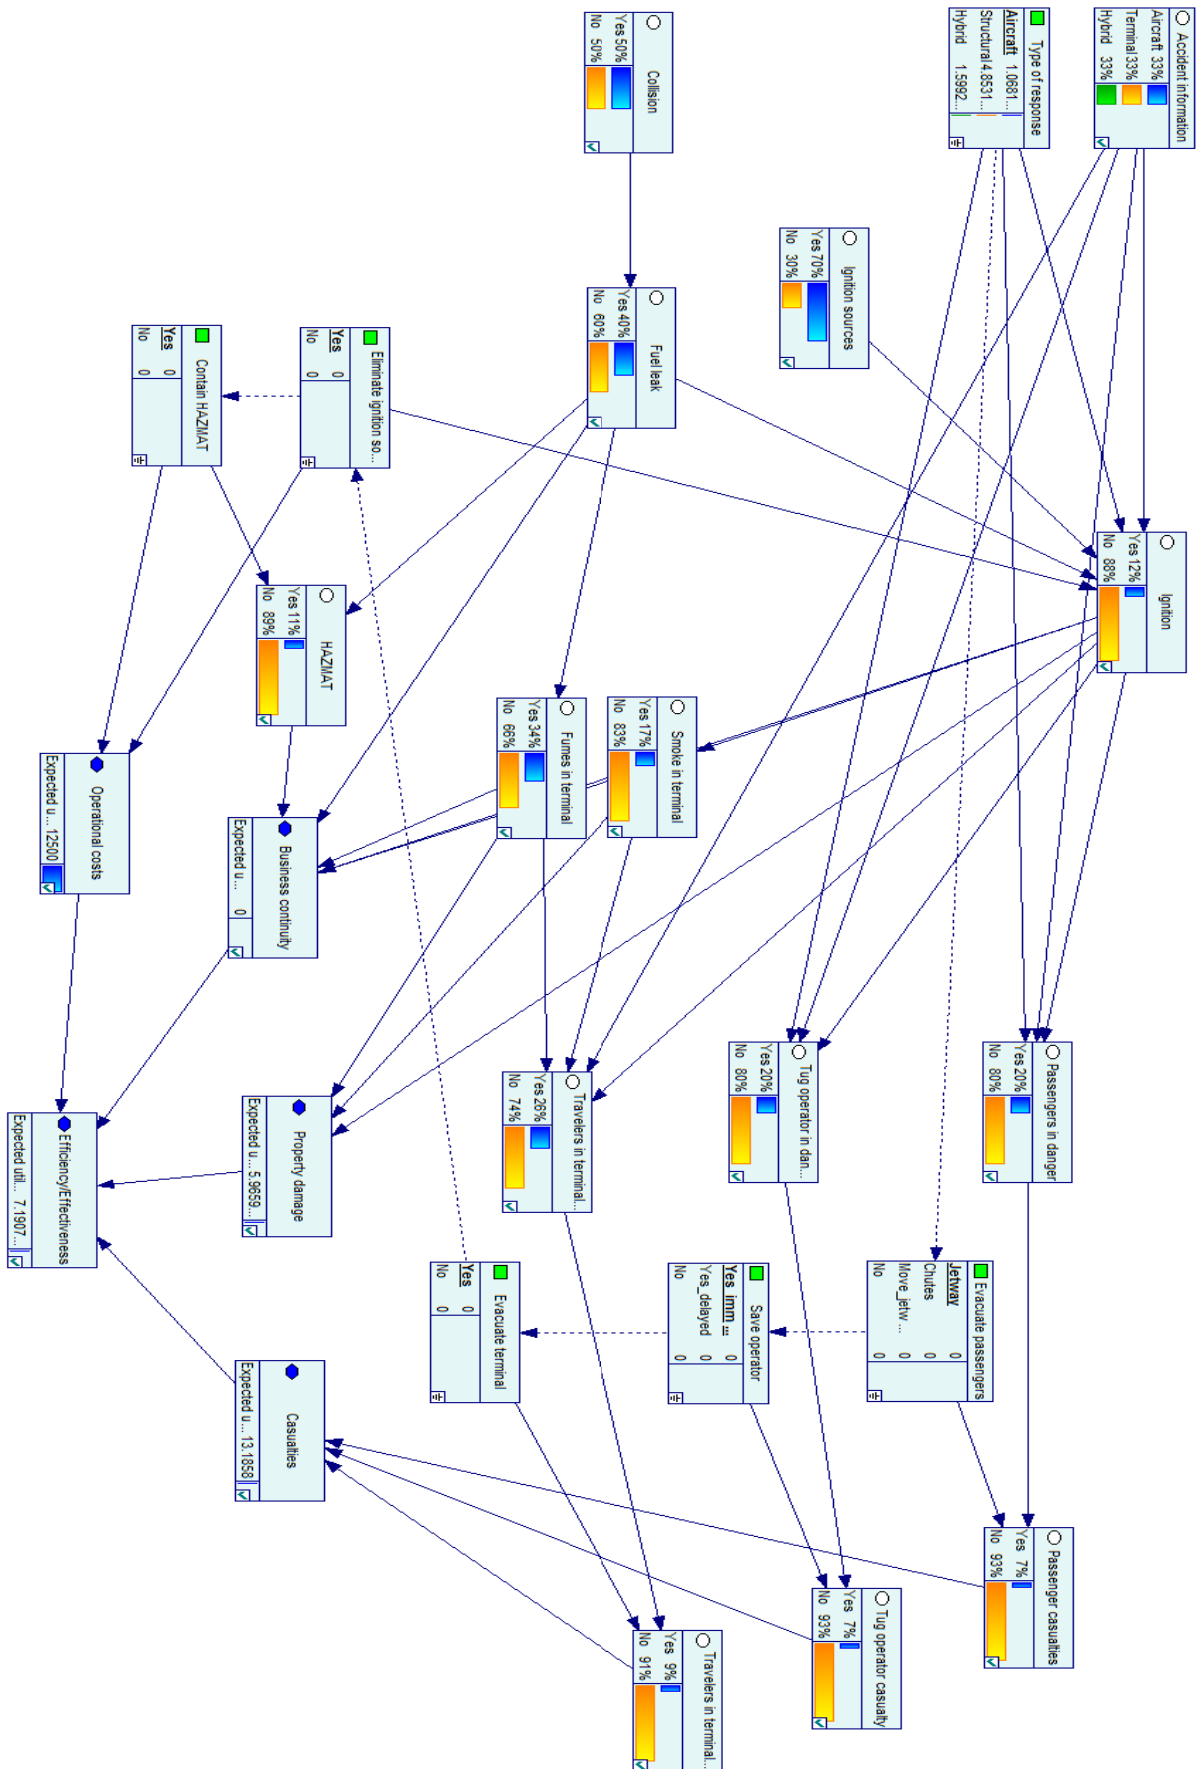 Accident information
Aircraft 33%
Terminal 33%
Hybrid 33%
Type of response
Aircraft 1.0681...
Structural 4.8531...
Hybrid 1.5992...
Collision
Yes 50%
No 50%
Ignition sources
Yes 70%
No 30%
Fuel leak
Yes 40%
No 60%
Eliminate ignition so...
Yes 0
No 0
Contain HAZMAT
Yes 0
No 0
Ignition
Yes 12%
No 88%
HAZMAT
Yes 11%
No 89%
Smoke in terminal
Yes 17%
No 83%
Fumes in terminal
Yes 34%
No 66%
Operational costs
Expected u... 12500
Business continuity
Expected u... 0
Passengers in danger
Yes 20%
No 80%
Tug operator in dan...
Yes 20%
No 80%
Travelers in terminal...
Yes 26%
No 74%
Property damage
Expected u... 5.9659...
Efficiency/Effectiveness
Expected util... 7.1907...
Evacuate passengers
Jetway 0
Chutes 0
Move_jetw... 0
No 0
Save operator
Yes_imm... 0
Yes_delayed 0
No 0
Evacuate terminal
Yes 0
No 0
Casualties
Expected u... 13.1858
Passenger casualties
Yes 7%
No 93%
Tug operator casualty
Yes 7%
No 93%
Travelers in terminal...
Yes 9%
No 91%